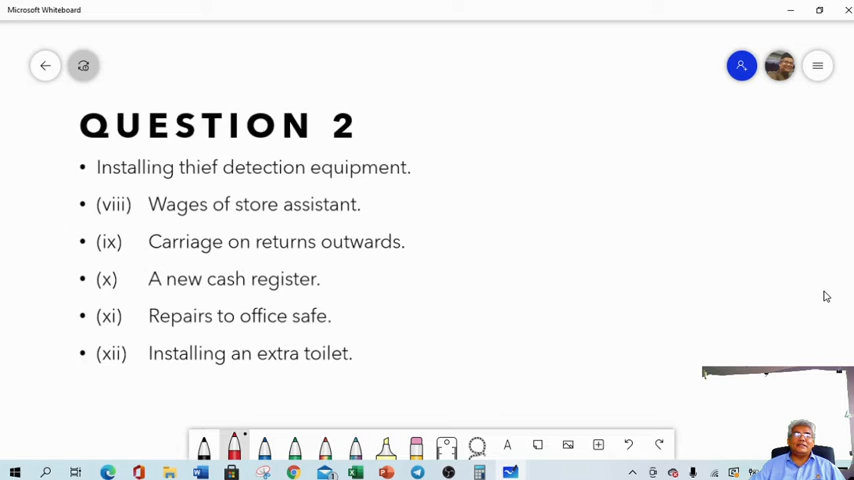 Microsoft Whiteboard
QUESTION 2
• Installing thief detection equipment.
• (viii) Wages of store assistant.
• (ix) Carriage on returns outwards.
• (x) A new cash register.
• (xi) Repairs to office safe.
• (xii) Installing an extra toilet.